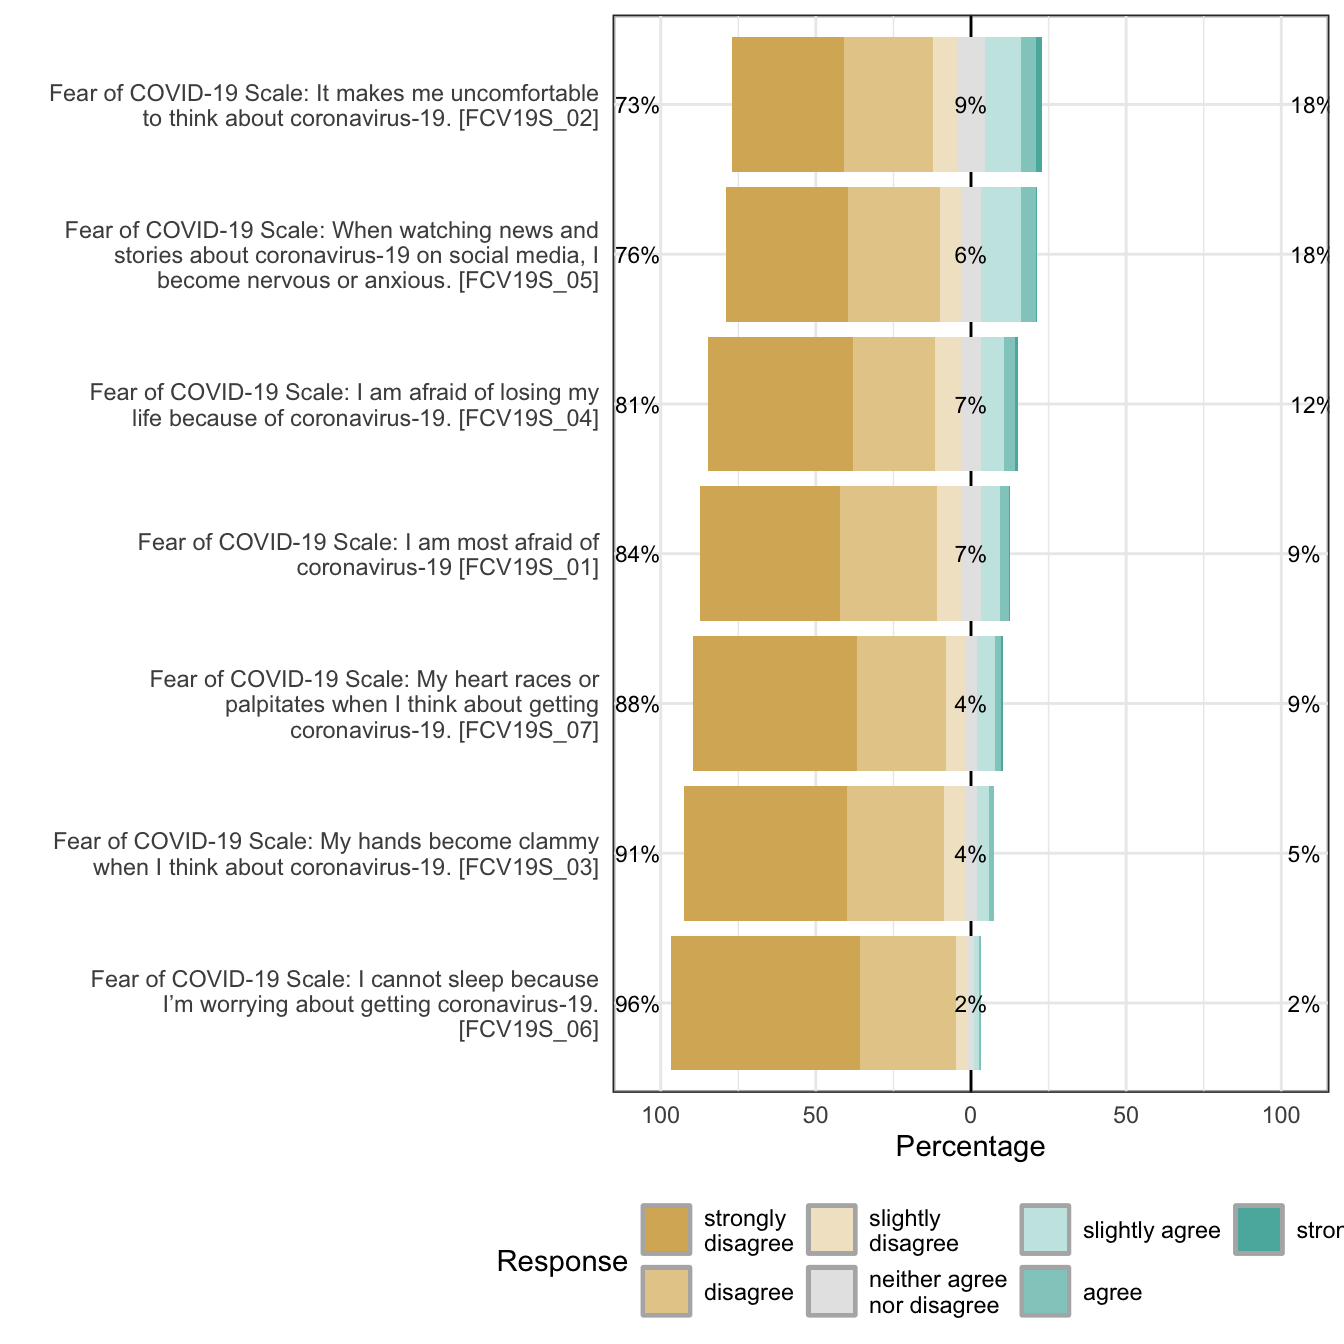 Fear of COVID-19 Scale: It makes me uncomfortable
to think about coronavirus-19. [FCV19S_02]
73%
9%
18%
Fear of COVID-19 Scale: When watching news and
stories about coronavirus-19 on social media, I
become nervous or anxious. [FCV19S_05]
76%
6%
18%
Fear of COVID-19 Scale: I am afraid of losing my
life because of coronavirus-19. [FCV19S_04]
81%
7%
12%
Fear of COVID-19 Scale: I am most afraid of
coronavirus-19 [FCV19S_01]
84%
7%
9%
Fear of COVID-19 Scale: My heart races or
palpitates when I think about getting
coronavirus-19. [FCV19S_07]
88%
4%
9%
Fear of COVID-19 Scale: My hands become clammy
when I think about coronavirus-19. [FCV19S_03]
91%
4%
5%
Fear of COVID-19 Scale: I cannot sleep because
I’m worrying about getting coronavirus-19.
[FCV19S_06]
96%
2%
2%
100 50 0 50 100
Percentage
Response
strongly
disagree
disagree
slightly
disagree
neither agree
nor disagree
slightly agree
agree